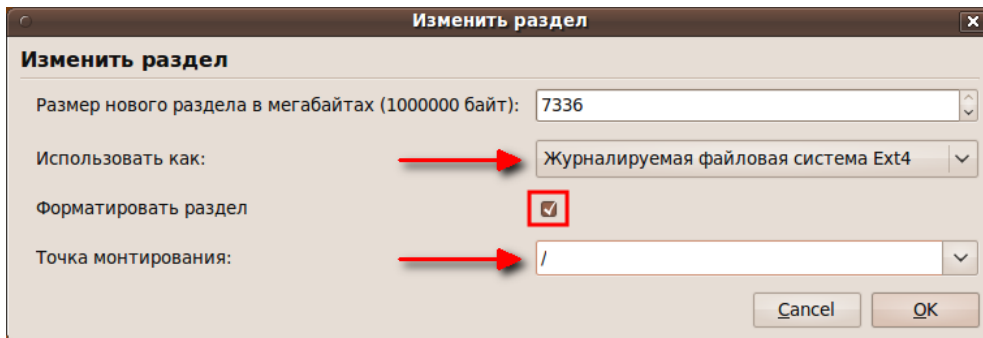 Изменить раздел
Изменить раздел
Размер нового раздела в мегабайтах (1000000 байт): 7336
Использовать как: Журналируемая файловая система Ext4
Форматировать раздел
Точка монтирования: /
Cancel OK